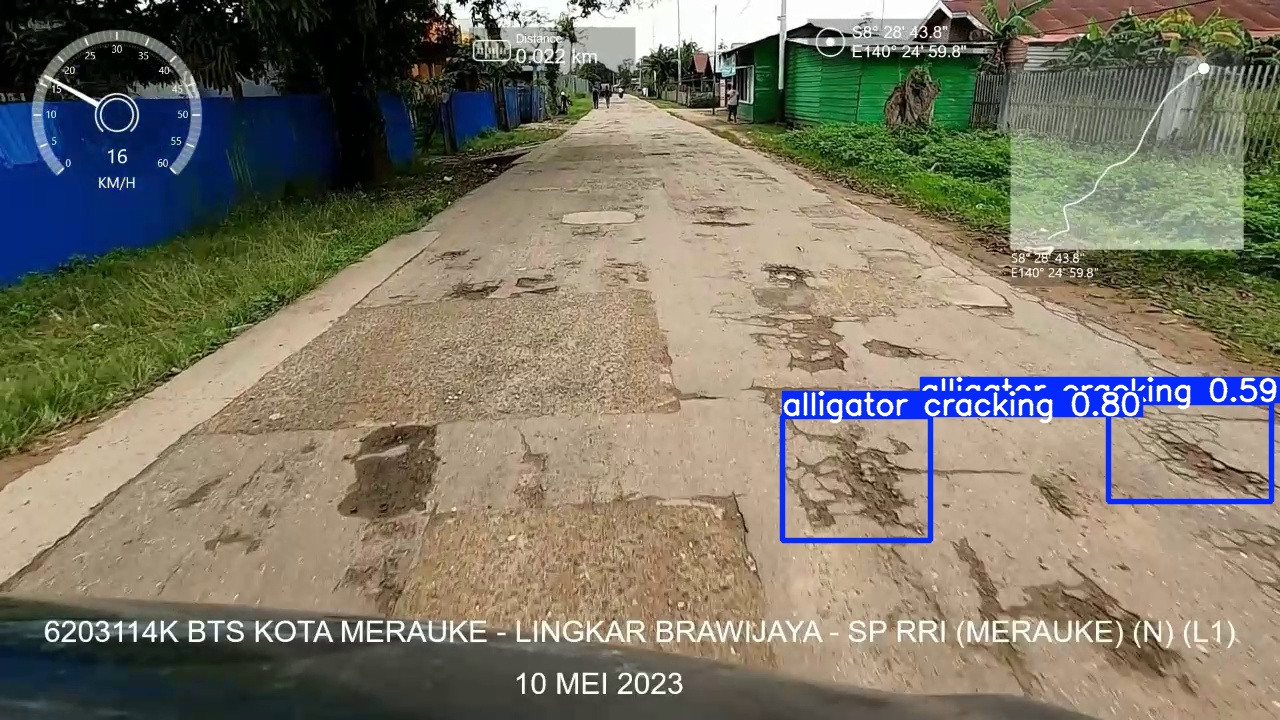 Distance
0.022 km
S8° 28' 43.8"
E140° 24' 59.8"
0 5 10 15 20 25 30 35 40 45 50 55 60
16
KM/H
S8° 28' 43.8"
E140° 24' 59.8"
alligator cracking 0.59
alligator cracking 0.80
6203114K BTS KOTA MERAUKE - LINGKAR BRAWIJAYA - SP RRI (MERAUKE) (N) (L1)
10 MEI 2023